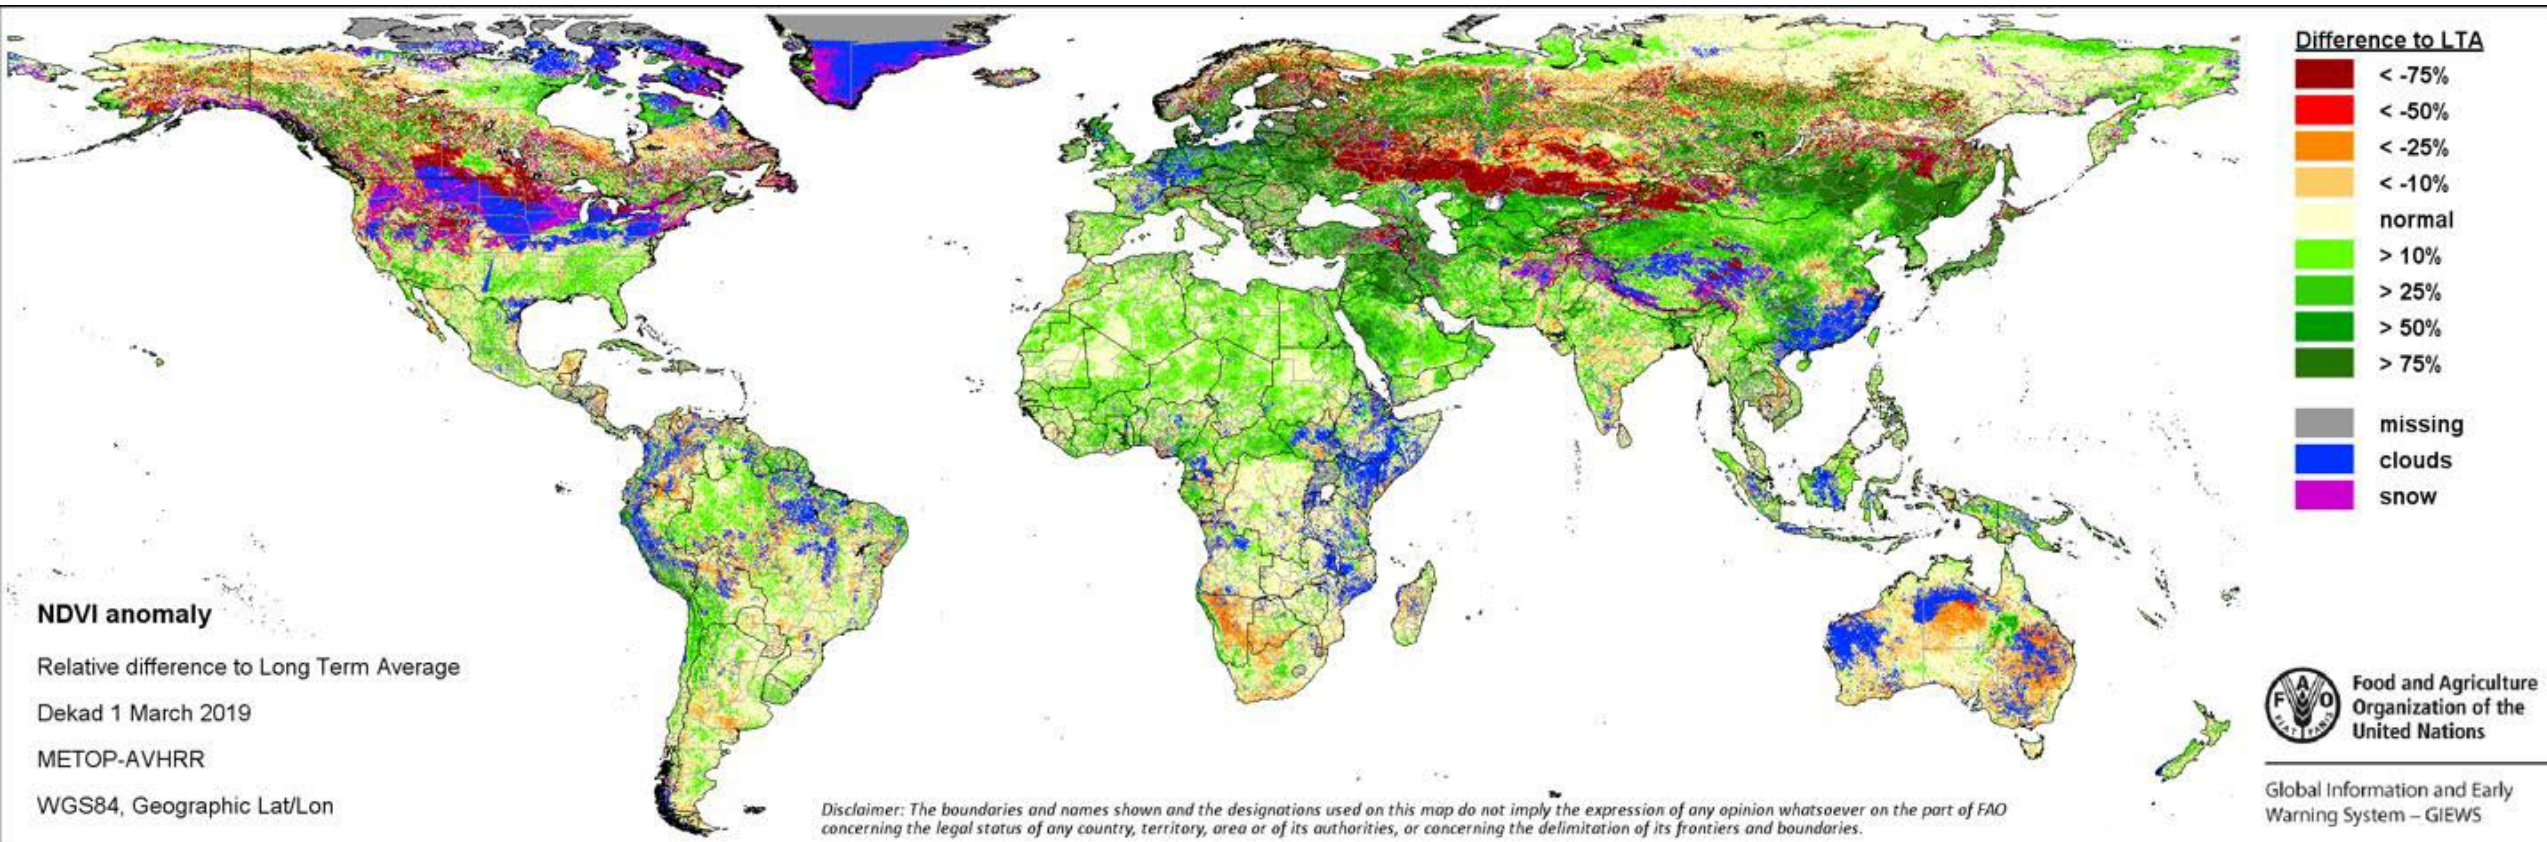 Difference to LTA
< -75%
< -50%
< -25%
< -10%
normal
> 10%
> 25%
> 50%
> 75%
missing
clouds
snow
NDVI anomaly
Relative difference to Long Term Average
Dekad 1 March 2019
METOP-AVHRR
WGS84, Geographic Lat/Lon
Disclaimer: The boundaries and names shown and the designations used on this map do not imply the expression of any opinion whatsoever on the part of FAO
concerning the legal status of any country, territory, area or of its authorities, or concerning the delimitation of its frontiers and boundaries.
F A O
FIAT PANIS
Food and Agriculture
Organization of the
United Nations
Global Information and Early
Warning System – GIEWS